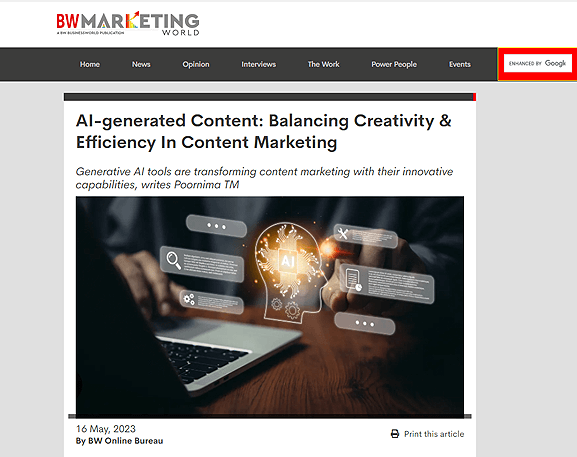 BW MARKETING
A BW BUSINESSWORLD PUBLICATION WORLD
Home News Opinion Interviews The Work Power People Events ENHANCED BY Google
AI-generated Content: Balancing Creativity &
Efficiency In Content Marketing
Generative AI tools are transforming content marketing with their innovative
capabilities, writes Poornima TM
AI
16 May, 2023
By BW Online Bureau
Print this article